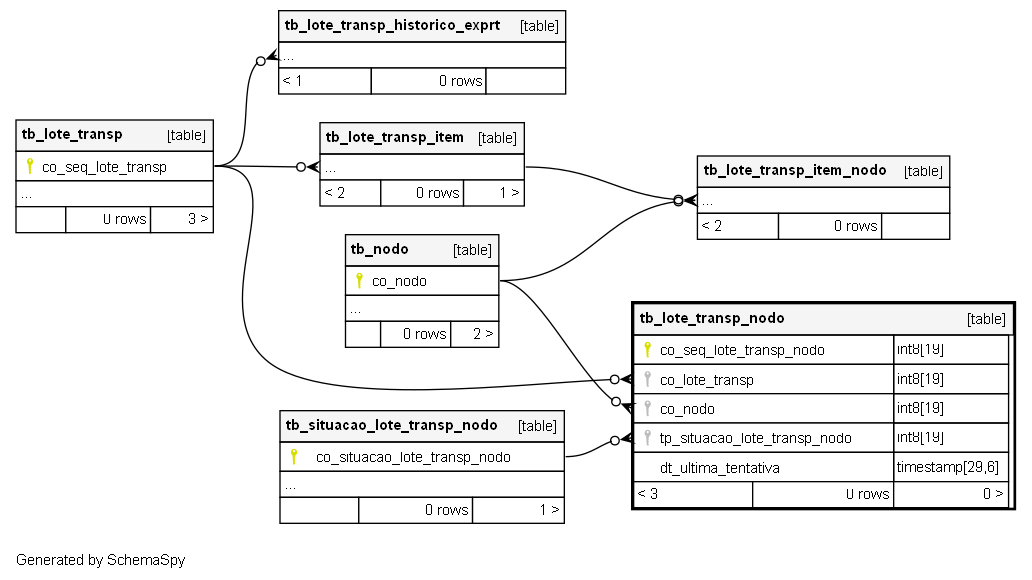 tb_lote_transp_historico_exprt [table]
...
< 1 0 rows
tb_lote_transp [table]
co_seq_lote_transp
...
0 rows 3 >
tb_lote_transp_item [table]
...
< 2 0 rows 1 >
tb_lote_transp_item_nodo [table]
...
< 2 0 rows
tb_nodo [table]
co_nodo
...
0 rows 2 >
tb_lote_transp_nodo [table]
co_seq_lote_transp_nodo int8[19]
co_lote_transp int8[19]
co_nodo int8[19]
tp_situacao_lote_transp_nodo int8[19]
dt_ultima_tentativa timestamp[29,6]
< 3 0 rows 0 >
tb_situacao_lote_transp_nodo [table]
co_situacao_lote_transp_nodo
...
0 rows 1 >
Generated by SchemaSpy